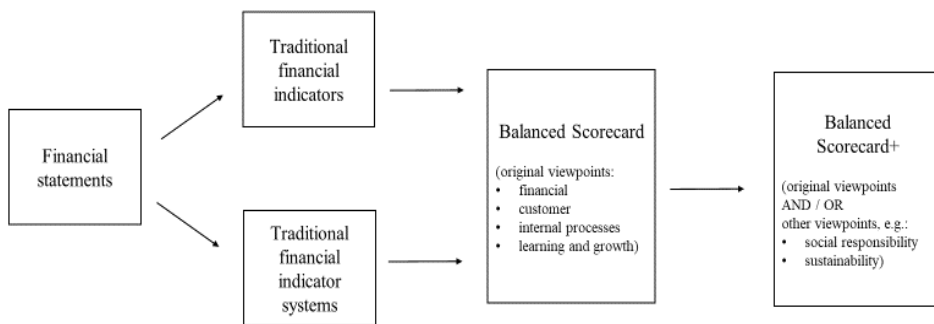 Financial
statements
Traditional
financial
indicators
Traditional
financial
indicator
systems
Balanced Scorecard
(original viewpoints:
• financial
• customer
• internal processes
• learning and growth)
Balanced
Scorecard+
(original viewpoints
AND / OR
other viewpoints, e.g.:
• social responsibility
• sustainability)